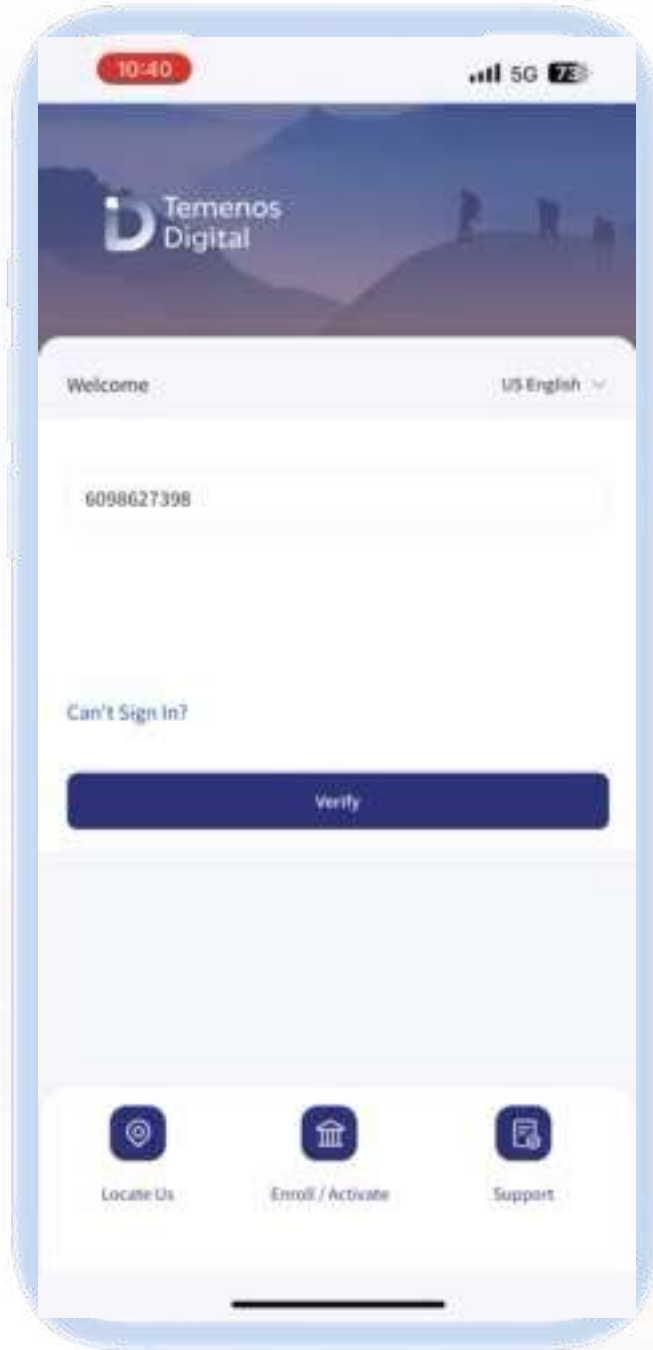 10:40
5G 73
Temenos
Digital
Welcome
US English
6098627398
Can't Sign In?
Verify
Locate Us
Enroll / Activate
Support